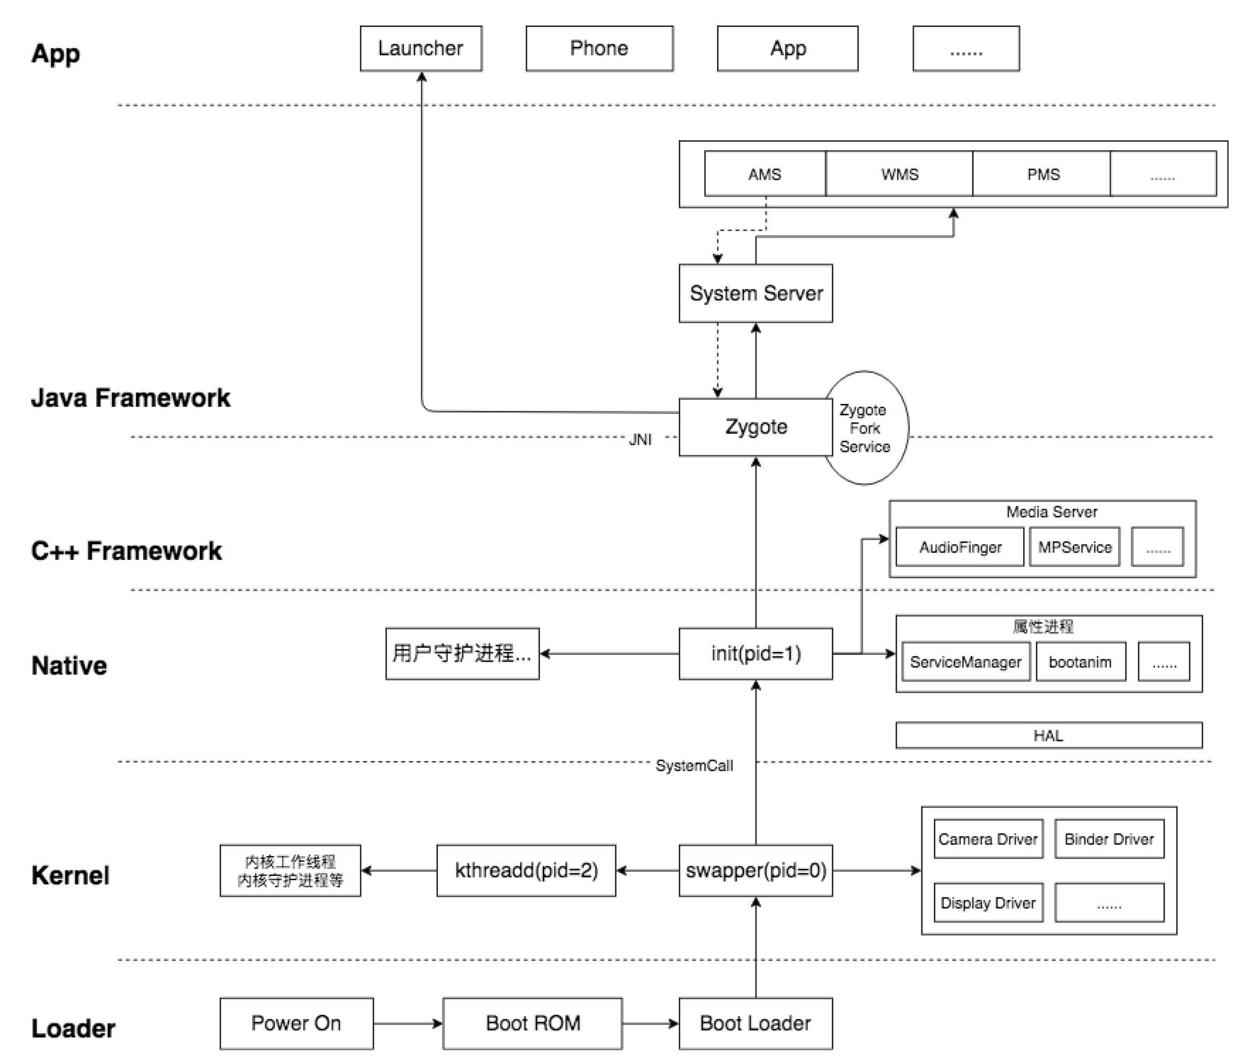 App
Launcher
Phone
App
......
AMS
WMS
PMS
......
System Server
Java Framework
Zygote
Zygote
Fork
Service
JNI
C++ Framework
Media Server
AudioFinger
MPService
......
Native
用户守护进程...
init(pid=1)
属性进程
ServiceManager
bootanim
......
HAL
SystemCall
Kernel
内核工作线程
内核守护进程等
kthreadd(pid=2)
swapper(pid=0)
Camera Driver
Binder Driver
Display Driver
......
Loader
Power On
Boot ROM
Boot Loader